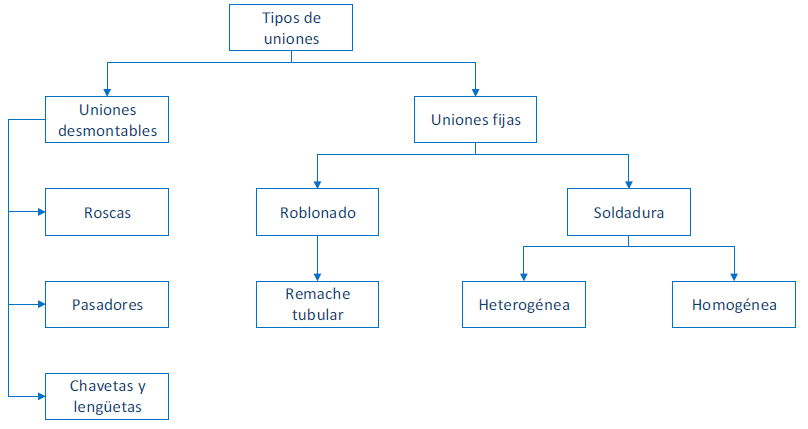 Tipos de
uniones
Uniones
desmontables
Uniones fijas
Roscas
Roblonado
Soldadura
Pasadores
Remache
tubular
Heterogénea
Homogénea
Chavetas y
lengüetas